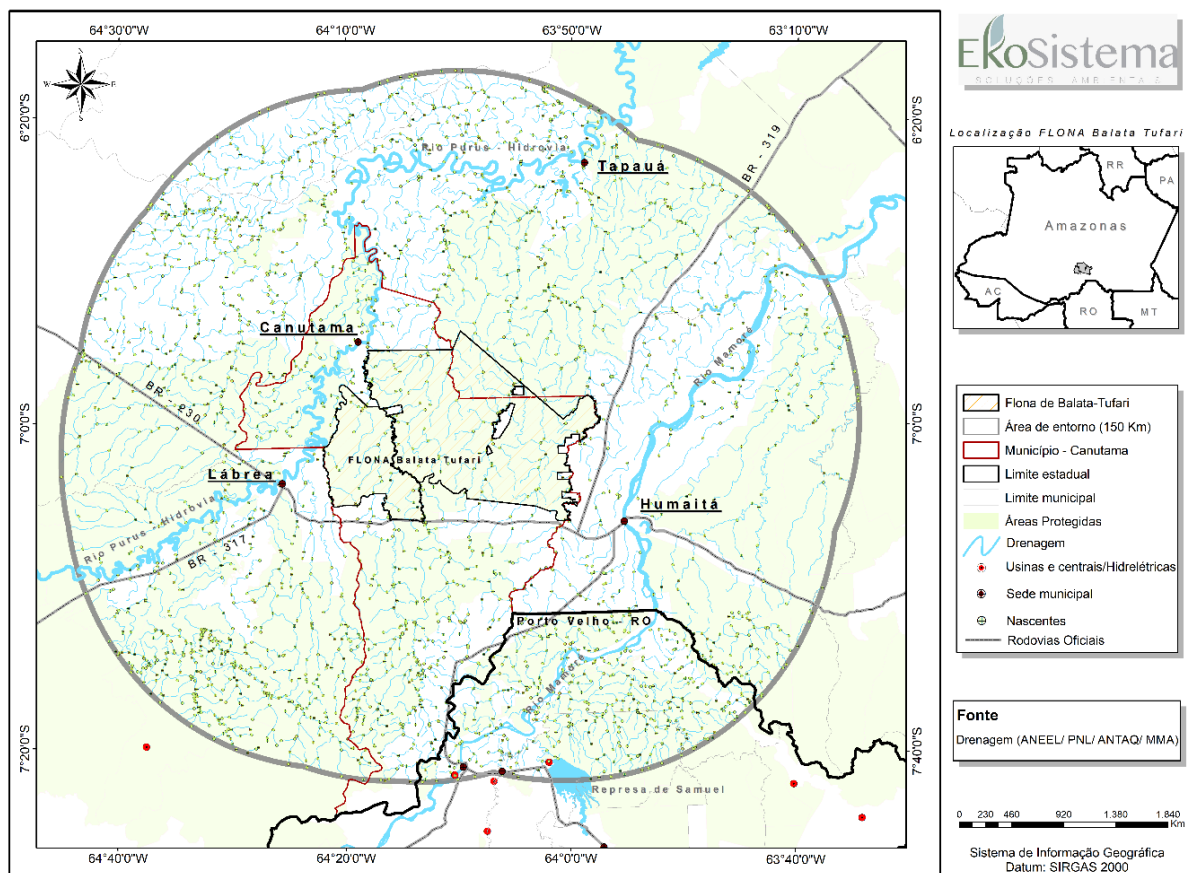 64°30'0"W 64°10'0"W 63°50'0"W 63°10'0"W
N
W E
S
6°20'0"S 6°20'0"S
BR - 319
Rio Purus - Hidrovia
Tapauá
Canutama
Rio Mamoré
BR - 230
7°0'0"S 7°0'0"S
FLONA Balata Tufari
Lábrea
Humaitá
Rio Purus - Hidrovia
BR - 317
Porto Velho - RO
Rio Mamoré
7°20'0"S 7°40'0"S
Represa de Samuel
64°40'0"W 64°20'0"W 64°0'0"W 63°40'0"W
EkoSistema
SOLUÇÕES AMBIENTAIS
Localização FLONA Balata Tufari
RR
PA
Amazonas
AC
RO
MT
Flona de Balata-Tufari
Área de entorno (150 Km)
Município - Canutama
Limite estadual
Limite municipal
Áreas Protegidas
Drenagem
Usinas e centrais/Hidrelétricas
Sede municipal
Nascentes
Rodovias Oficiais
Fonte
Drenagem (ANEEL/ PNL/ ANTAQ/ MMA)
0 230 460 920 1.380 1.840
Km
Sistema de Informação Geográfica
Datum: SIRGAS 2000